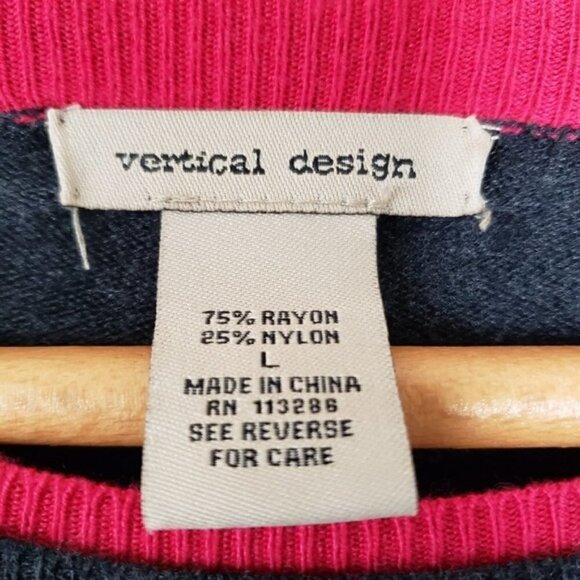 vertical design
75% RAYON
25% NYLON
L
MADE IN CHINA
RN 113286
SEE REVERSE
FOR CARE